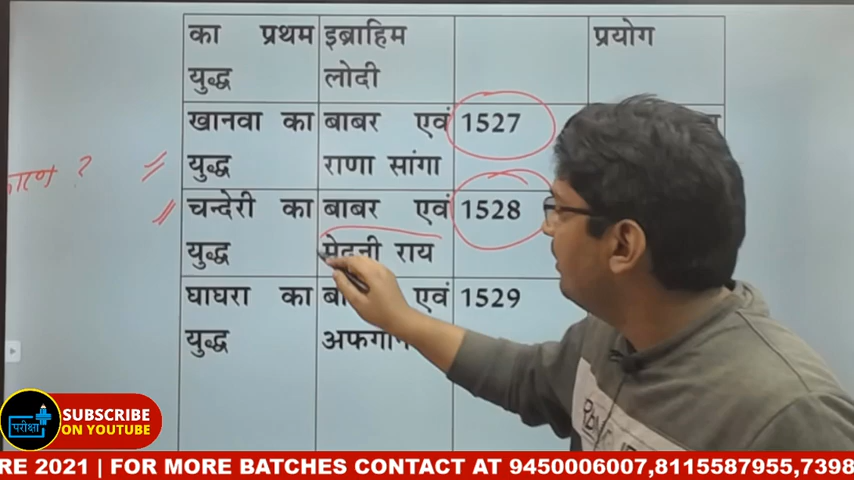 का प्रथम इब्राहिम प्रयोग
युद्ध लोदी
खानवा का बाबर एवं 1527
युद्ध राणा सांगा
चन्देरी का बाबर एवं 1528
युद्ध मेदनी राय
घाघरा का एवं 1529
युद्ध
?
परीक्षा
SUBSCRIBE
ON YOUTUBE
RE 2021 | FOR MORE BATCHES CONTACT AT 9450006007,8115587955,7398